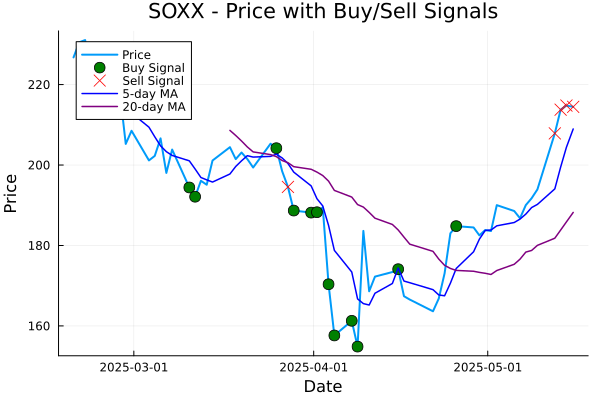 SOXX - Price with Buy/Sell Signals
Price
Buy Signal
Sell Signal
5-day MA
20-day MA
Price
220
200
180
160
2025-03-01
2025-04-01
2025-05-01
Date